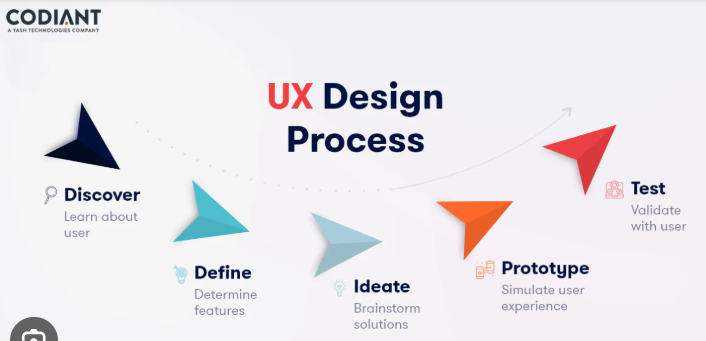 CODIANT
A YASH TECHNOLOGIES COMPANY
UX Design
Process
Discover
Learn about
user
Define
Determine
features
Ideate
Brainstorm
solutions
Prototype
Simulate user
experience
Test
Validate
with user